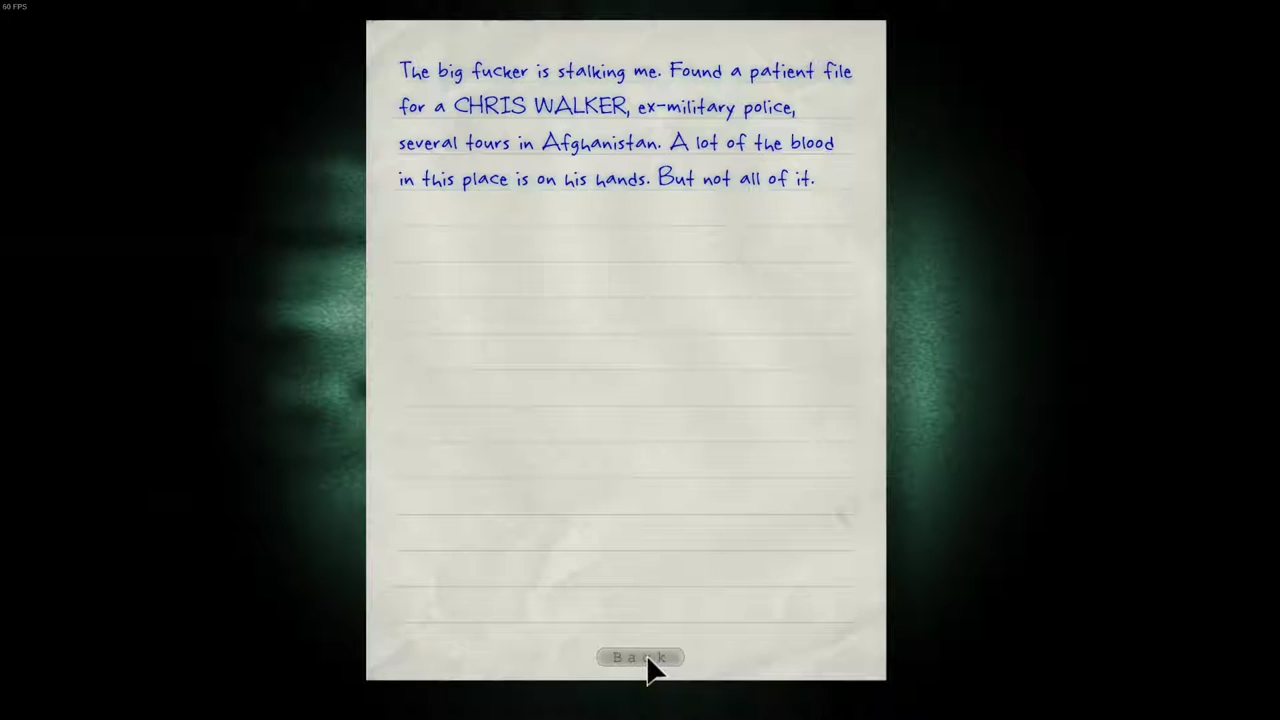 60 FPS
The big fucker is stalking me. Found a patient file
for a CHRIS WALKER, ex-military police,
several tours in Afghanistan. A lot of the blood
in this place is on his hands. But not all of it.
Back